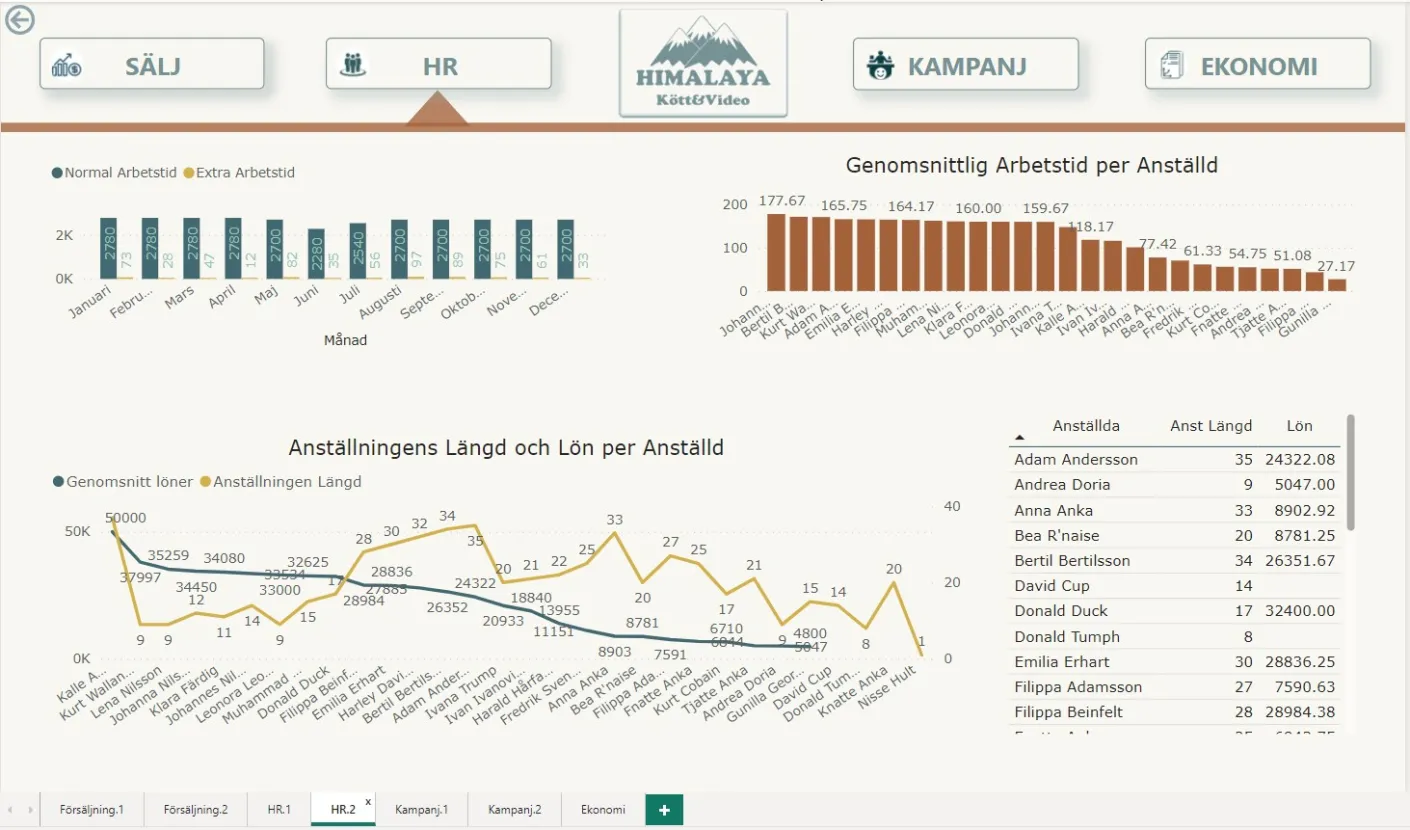 SÄLJ
HR
HIMALAYA
Kött&Video
KAMPANJ
EKONOMI
Normal Arbetstid Extra Arbetstid
2K
0K
2780 73 2780 28 2780 47 2780 12 2700 82 2280 35 2540 56 2700 97 2700 89 2700 75 2700 61 2700 33
Januari Febru... Mars April Maj Juni Juli Augusti Septe... Oktob... Nove... Dece...
Månad
Genomsnittlig Arbetstid per Anställd
200
100
0
177.67 165.75 164.17 160.00 159.67 118.17 77.42 61.33 54.75 51.08 27.17
Johann... Bertil B... Kurt Wa... Adam A... Emilia E... Harley ... Filippa ... Muham... Lena Ni... Klara F... Leonora... Donald ... Johann... Ivana T... Kalle A... Ivan Iv... Harald ... Anna A... Bea R'n... Fredrik ... Kurt Co... Fnatte ... Andrea ... Tjatte A... Filippa ... Gunilla ...
Anställningens Längd och Lön per Anställd
Genomsnitt löner Anställningen Längd
50K
0K
40
20
0
50000 37997 35259 34450 34080 33534 33000 32625 28984 28836 27885 26352 24322 20933 18840 13955 11151 8903 8781 7591 6710 6844 4800 5047
9 9 12 11 14 9 15 17 28 30 32 34 35 20 21 22 25 33 20 27 25 17 21 9 15 14 8 20 1
Kalle A... Kurt Wallan... Lena Nilsson Johanna Nils... Klara Färdig Johannes Nil... Leonora Leo... Muhammad ... Donald Duck Filippa Beinf... Emilia Erhart Harley Davi... Bertil Bertils... Adam Ander... Ivana Trump Ivan Ivanovi... Harald Hårfa... Fredrik Sven... Anna Anka Bea R'naise Filippa Ada... Fnatte Anka Kurt Cobain Tjatte Anka Andrea Doria Gunilla Geor... David Cup Donald Tum... Knatte Anka Nisse Hult
Anställda Anst Längd Lön
Adam Andersson 35 24322.08
Andrea Doria 9 5047.00
Anna Anka 33 8902.92
Bea R'naise 20 8781.25
Bertil Bertilsson 34 26351.67
David Cup 14
Donald Duck 17 32400.00
Donald Tumph 8
Emilia Erhart 30 28836.25
Filippa Adamsson 27 7590.63
Filippa Beinfelt 28 28984.38
Försäljning.1 Försäljning.2 HR.1 HR.2 x Kampanj.1 Kampanj.2 Ekonomi +